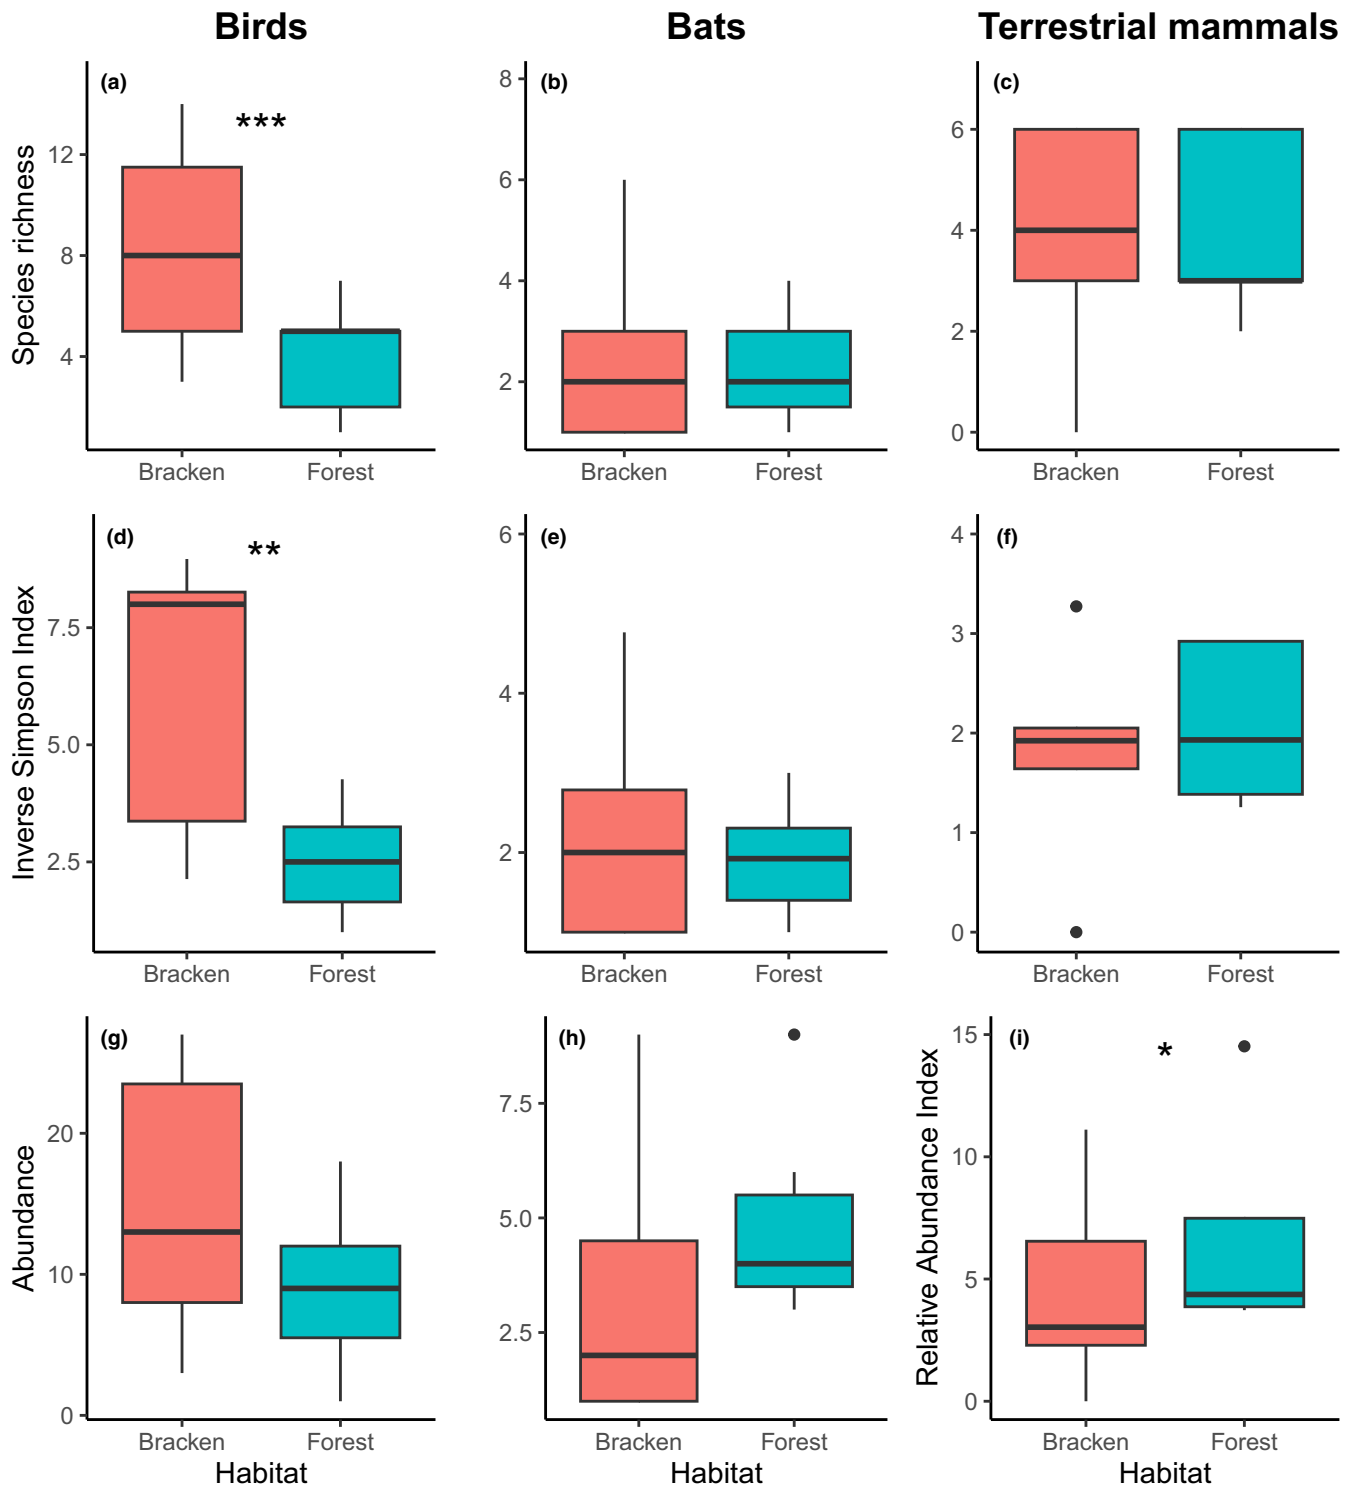 Birds Bats Terrestrial mammals
(a) *** (b) (c)
Species richness
12
8
4
8
6
4
2
6
4
2
0
Bracken Forest Bracken Forest Bracken Forest
(d) ** (e) (f)
Inverse Simpson Index
7.5
5.0
2.5
6
4
2
4
3
2
1
0
Bracken Forest Bracken Forest Bracken Forest
(g) (h) (i) *
Abundance
20
10
0
7.5
5.0
2.5
Relative Abundance Index
15
10
5
0
Bracken Forest Bracken Forest Bracken Forest
Habitat Habitat Habitat